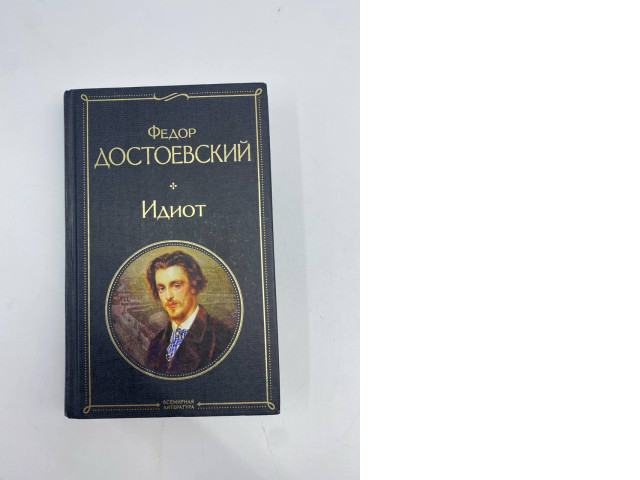 ФЕДОР
ДОСТОЕВСКИЙ
ИДИОТ
ВСЕМИРНАЯ
ЛИТЕРАТУРА